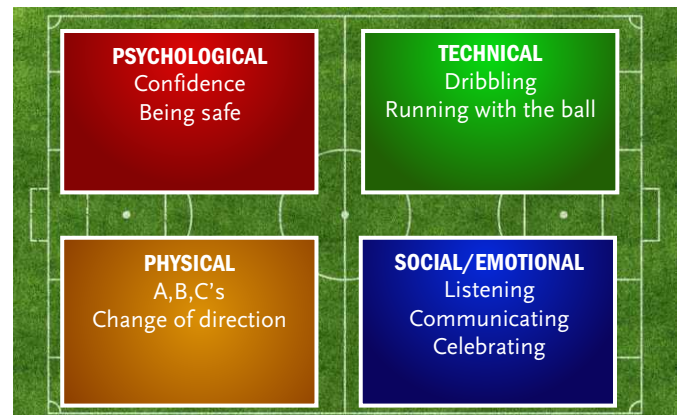 PSYCHOLOGICAL
Confidence
Being safe
TECHNICAL
Dribbling
Running with the ball
PHYSICAL
A,B,C’s
Change of direction
SOCIAL/EMOTIONAL
Listening
Communicating
Celebrating